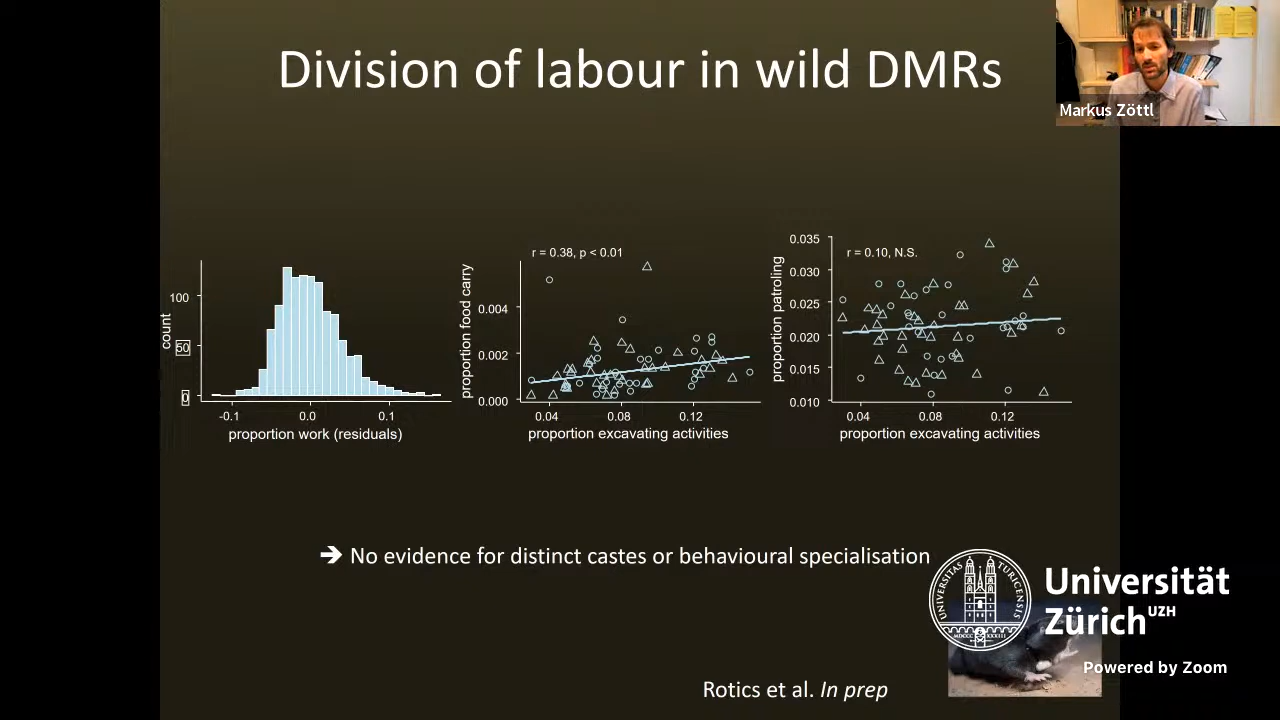 Division of labour in wild DMRs
Markus Zöttl
count
100
50
0
-0.1 0.0 0.1
proportion work (residuals)
r = 0.38, p < 0.01
proportion food carry
0.004
0.002
0.000
0.04 0.08 0.12
proportion excavating activities
r = 0.10, N.S.
proportion patroling
0.035
0.030
0.025
0.020
0.015
0.010
0.04 0.08 0.12
proportion excavating activities
➔ No evidence for distinct castes or behavioural specialisation
UNIVERSITAS TURICENSIS
MDCCC XXXIII
Universität
Zürich UZH
Powered by Zoom
Rotics et al. In prep